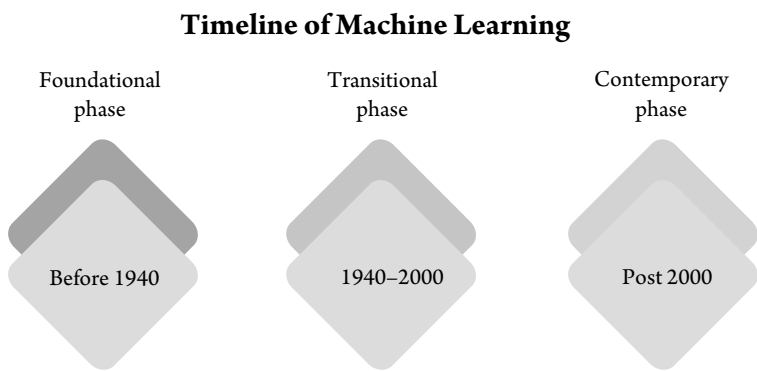 Timeline of Machine Learning
Foundational
phase
Transitional
phase
Contemporary
phase
Before 1940
1940–2000
Post 2000